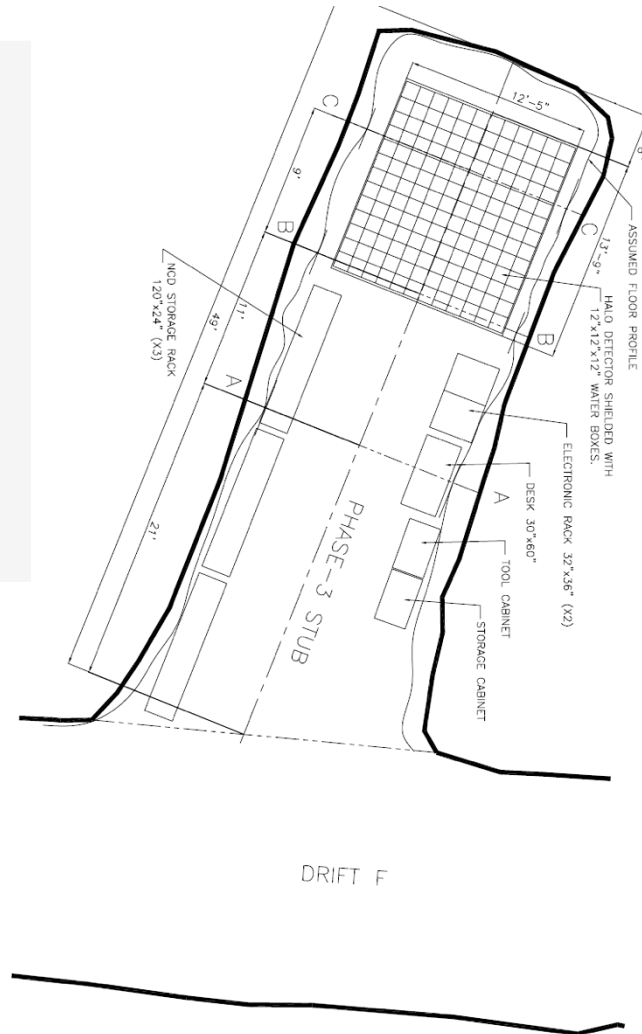 12'-5"
C
9'
B
11'
49'
A
21'
NCD STORAGE RACK
120"x24" (X3)
ASSUMED FLOOR PROFILE
C
13'-9"
HALO DETECTOR SHIELDED WITH
12"x12"x12" WATER BOXES.
B
ELECTRONIC RACK 32"x36" (X2)
A
DESK 30"x60"
TOOL CABINET
STORAGE CABINET
PHASE-3 STUB
DRIFT F